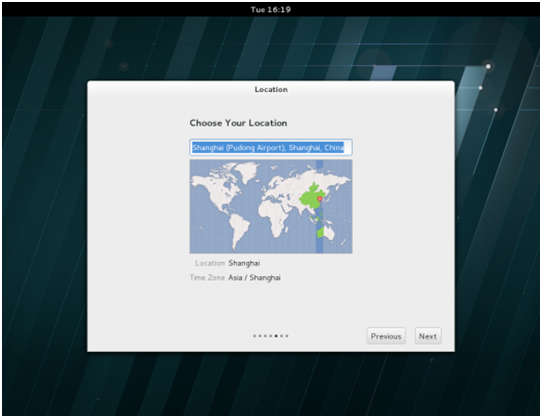 Tue 16:19
Location
Choose Your Location
Shanghai (Pudong Airport), Shanghai, China
Location Shanghai
Time Zone Asia / Shanghai
Previous Next